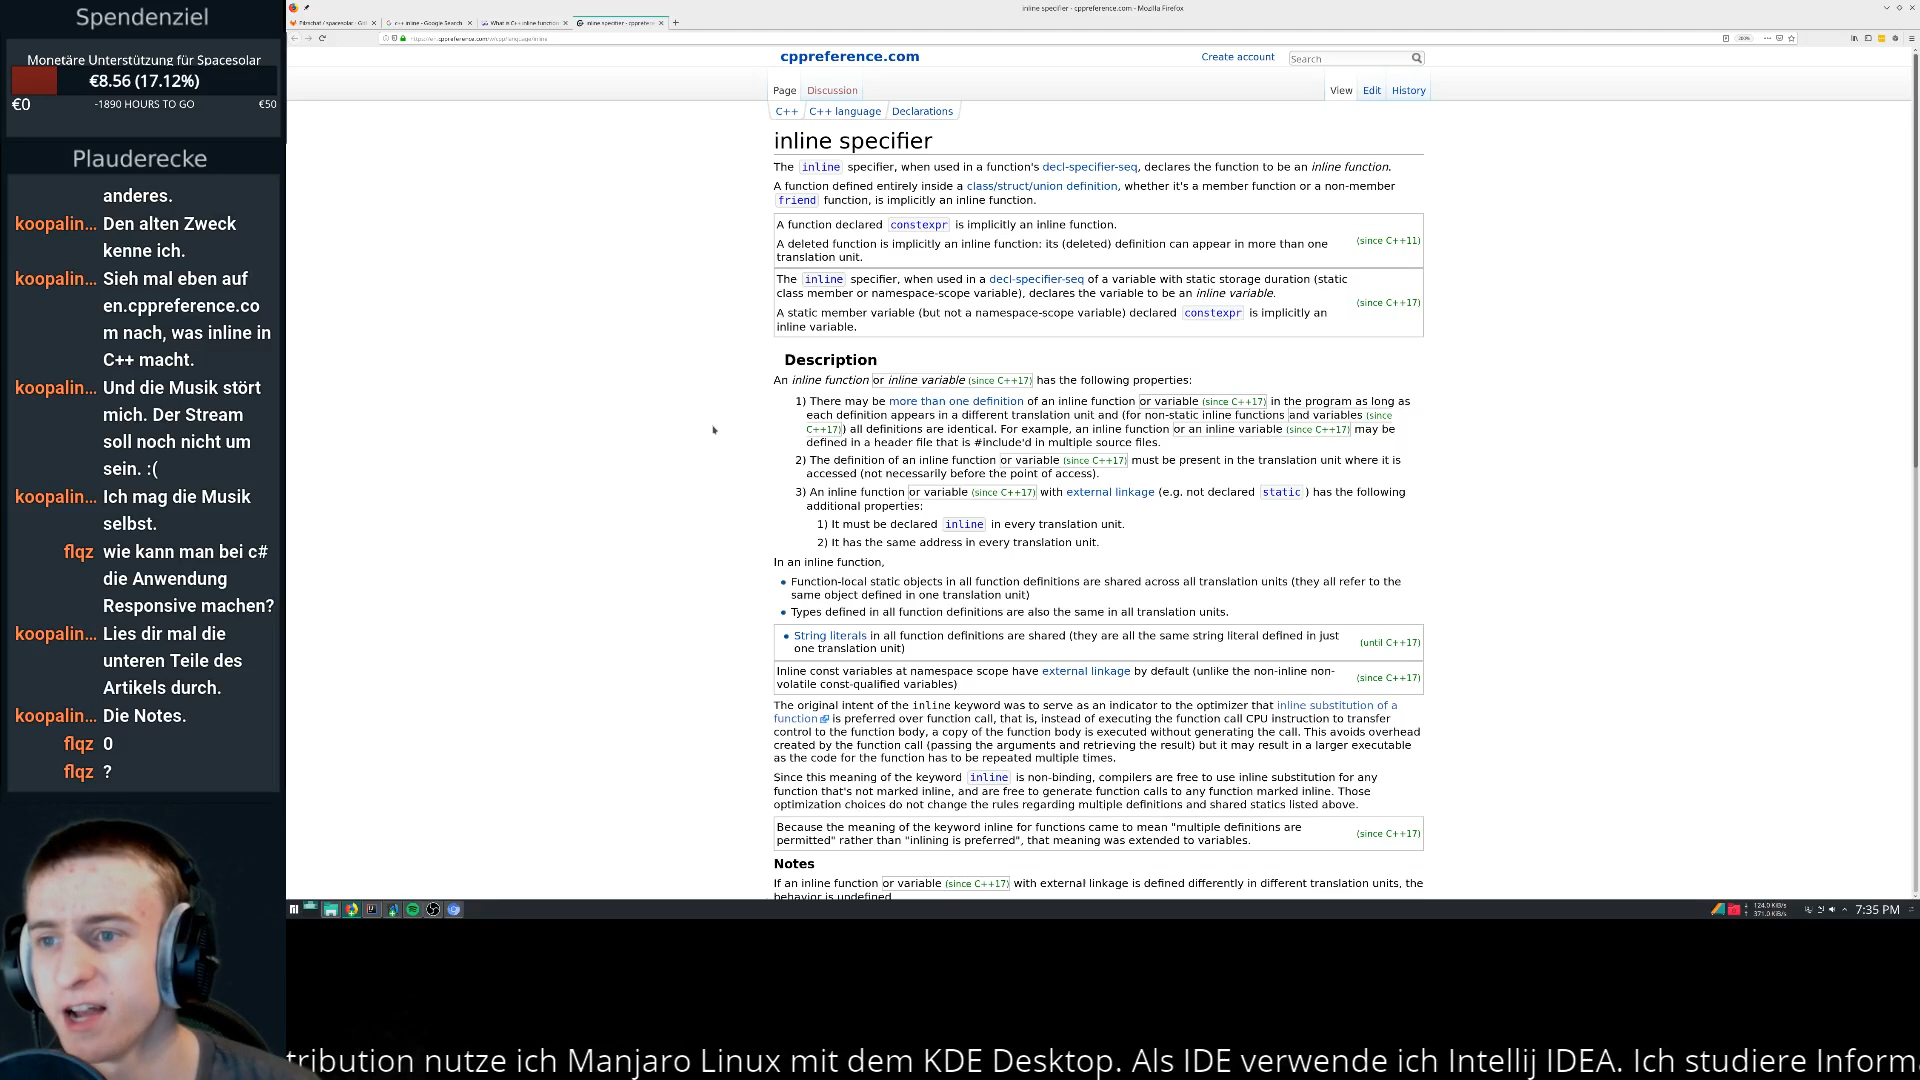 Spendenziel
Monetäre Unterstützung für Spacesolar
€8.56 (17.12%)
€0
-1890 HOURS TO GO
€50
Plauderecke
anderes.
koopalin... Den alten Zweck
kenne ich.
koopalin... Sieh mal eben auf
en.cppreference.co
m nach, was inline in
C++ macht.
koopalin... Und die Musik stört
mich. Der Stream
soll noch nicht um
sein. :(
koopalin... Ich mag die Musik
selbst.
flqz wie kann man bei c#
die Anwendung
Responsive machen?
koopalin... Lies dir mal die
unteren Teile des
Artikels durch.
koopalin... Die Notes.
flqz 0
flqz ?
inline specifier - cppreference.com - Mozilla Firefox
c++ inline - Google Search
What is C++ inline function
inline specifier - cpprefe
cppreference.com
Create account
Search
Page
Discussion
View
Edit
History
C++
C++ language
Declarations
inline specifier
The inline specifier, when used in a function's decl-specifier-seq, declares the function to be an inline function.
A function defined entirely inside a class/struct/union definition, whether it's a member function or a non-member
friend function, is implicitly an inline function.
A function declared constexpr is implicitly an inline function.
A deleted function is implicitly an inline function: its (deleted) definition can appear in more than one
translation unit.
(since C++11)
The inline specifier, when used in a decl-specifier-seq of a variable with static storage duration (static
class member or namespace-scope variable), declares the variable to be an inline variable.
A static member variable (but not a namespace-scope variable) declared constexpr is implicitly an
inline variable.
(since C++17)
Description
An inline function or inline variable (since C++17) has the following properties:
1) There may be more than one definition of an inline function or variable (since C++17) in the program as long as
each definition appears in a different translation unit and (for non-static inline functions and variables (since
C++17)) all definitions are identical. For example, an inline function or an inline variable (since C++17) may be
defined in a header file that is #include'd in multiple source files.
2) The definition of an inline function or variable (since C++17) must be present in the translation unit where it is
accessed (not necessarily before the point of access).
3) An inline function or variable (since C++17) with external linkage (e.g. not declared static ) has the following
additional properties:
1) It must be declared inline in every translation unit.
2) It has the same address in every translation unit.
In an inline function,
• Function-local static objects in all function definitions are shared across all translation units (they all refer to the
same object defined in one translation unit)
• Types defined in all function definitions are also the same in all translation units.
• String literals in all function definitions are shared (they are all the same string literal defined in just
one translation unit)
(until C++17)
Inline const variables at namespace scope have external linkage by default (unlike the non-inline non-
volatile const-qualified variables)
(since C++17)
The original intent of the inline keyword was to serve as an indicator to the optimizer that inline substitution of a
function is preferred over function call, that is, instead of executing the function call CPU instruction to transfer
control to the function body, a copy of the function body is executed without generating the call. This avoids overhead
created by the function call (passing the arguments and retrieving the result) but it may result in a larger executable
as the code for the function has to be repeated multiple times.
Since this meaning of the keyword inline is non-binding, compilers are free to use inline substitution for any
function that's not marked inline, and are free to generate function calls to any function marked inline. Those
optimization choices do not change the rules regarding multiple definitions and shared statics listed above.
Because the meaning of the keyword inline for functions came to mean "multiple definitions are
permitted" rather than "inlining is preferred", that meaning was extended to variables.
(since C++17)
Notes
If an inline function or variable (since C++17) with external linkage is defined differently in different translation units, the
behavior is undefined
124.0 KiB/s
371.0 KiB/s
7:35 PM
tribution nutze ich Manjaro Linux mit dem KDE Desktop. Als IDE verwende ich Intellij IDEA. Ich studiere Inform